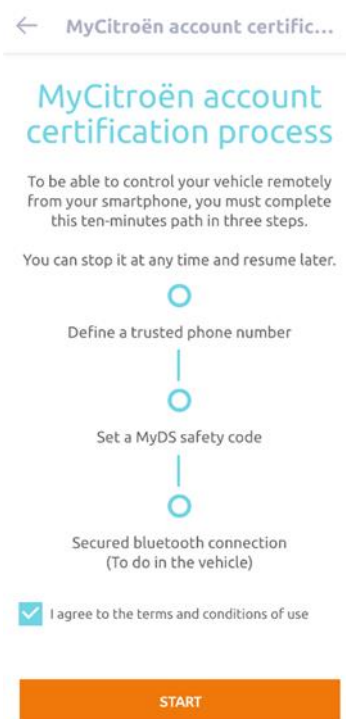 MyCitroën account certific...
MyCitroën account
certification process
To be able to control your vehicle remotely
from your smartphone, you must complete
this ten-minutes path in three steps.
You can stop it at any time and resume later.
Define a trusted phone number
Set a MyDS safety code
Secured bluetooth connection
(To do in the vehicle)
I agree to the terms and conditions of use
START